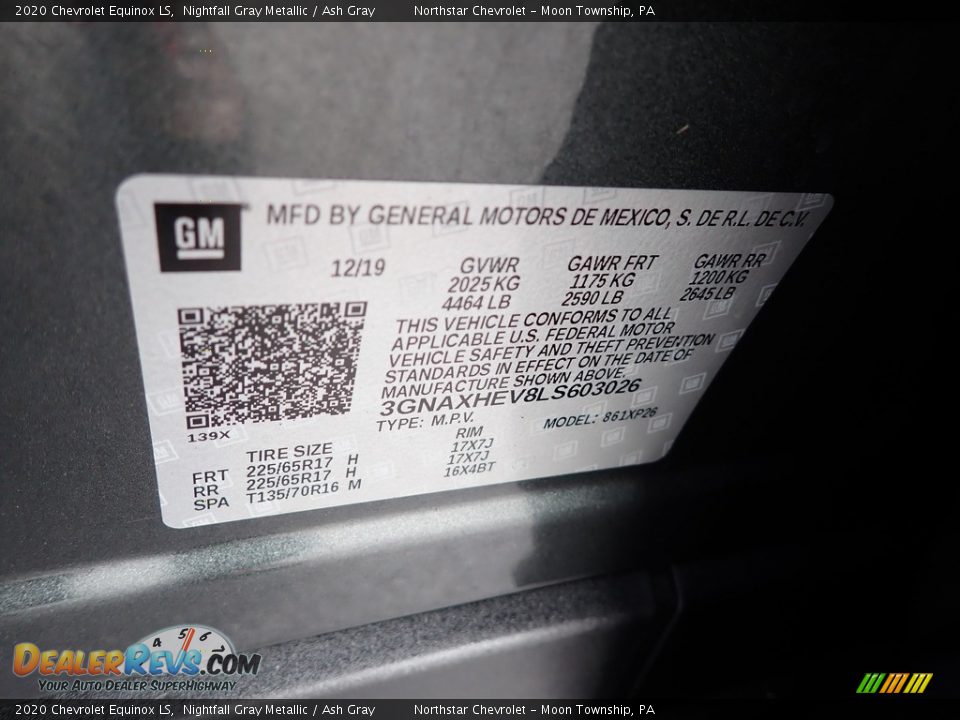 2020 Chevrolet Equinox LS, Nightfall Gray Metallic / Ash Gray Northstar Chevrolet - Moon Township, PA
GM MFD BY GENERAL MOTORS DE MEXICO, S. DE R.L. DE C.V.
12/19 GVWR GAWR FRT GAWR RR
2025 KG 1175 KG 1200 KG
4464 LB 2590 LB 2645 LB
THIS VEHICLE CONFORMS TO ALL
APPLICABLE U.S. FEDERAL MOTOR
VEHICLE SAFETY AND THEFT PREVENTION
STANDARDS IN EFFECT ON THE DATE OF
MANUFACTURE SHOWN ABOVE.
3GNAXHEV8LS603026
139X
TYPE: M.P.V. MODEL: 861XP26
TIRE SIZE RIM
FRT 225/65R17 H 17X7J
RR 225/65R17 H 17X7J
SPA T135/70R16 M 16X4BT
4 5 6
DEALERREVS.COM
YOUR AUTO DEALER SUPERHIGHWAY
2020 Chevrolet Equinox LS, Nightfall Gray Metallic / Ash Gray Northstar Chevrolet - Moon Township, PA